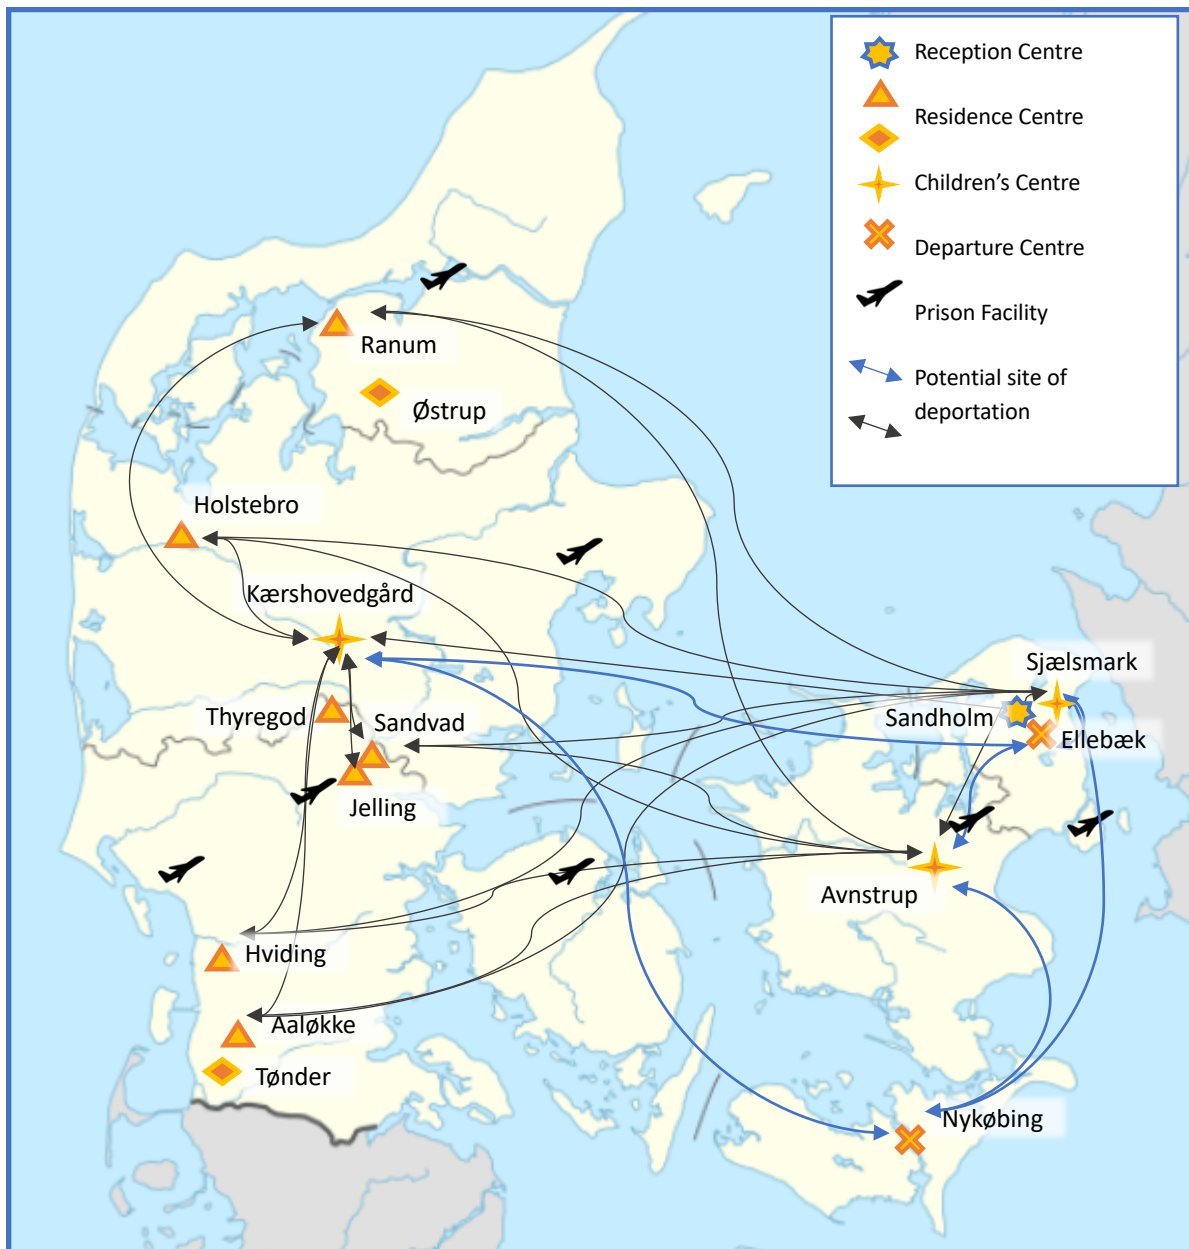 Reception Centre
Residence Centre
Children's Centre
Departure Centre
Prison Facility
Potential site of
deportation
Ranum
Østrup
Holstebro
Kærshovedgård
Thyregod
Sandvad
Jelling
Sjælsmark
Sandholm
Ellebæk
Avnstrup
Hviding
Aaløkke
Tønder
Nykøbing